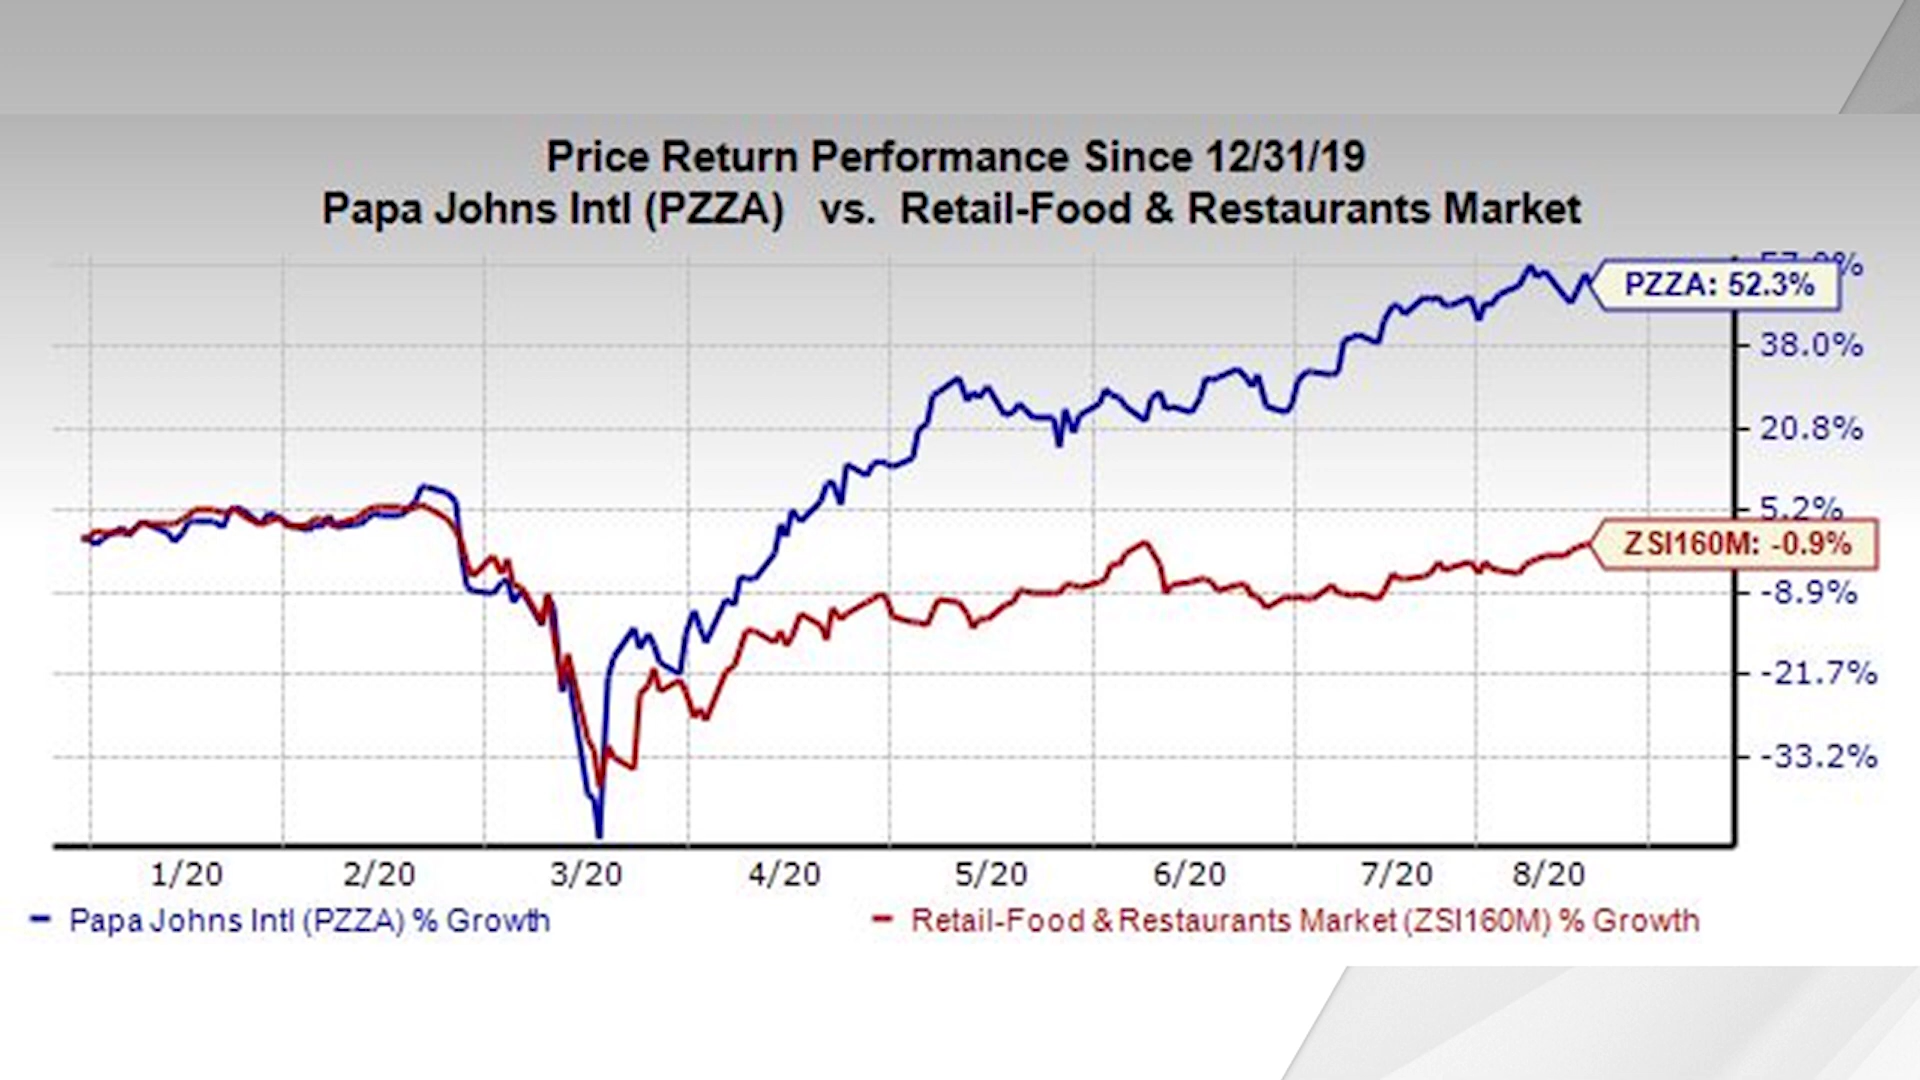 Price Return Performance Since 12/31/19
Papa Johns Intl (PZZA) vs. Retail-Food & Restaurants Market
PZZA: 52.3%
38.0%
20.8%
5.2%
ZSI160M: -0.9%
-8.9%
-21.7%
-33.2%
1/20 2/20 3/20 4/20 5/20 6/20 7/20 8/20
Papa Johns Intl (PZZA) % Growth
Retail-Food & Restaurants Market (ZSI160M) % Growth